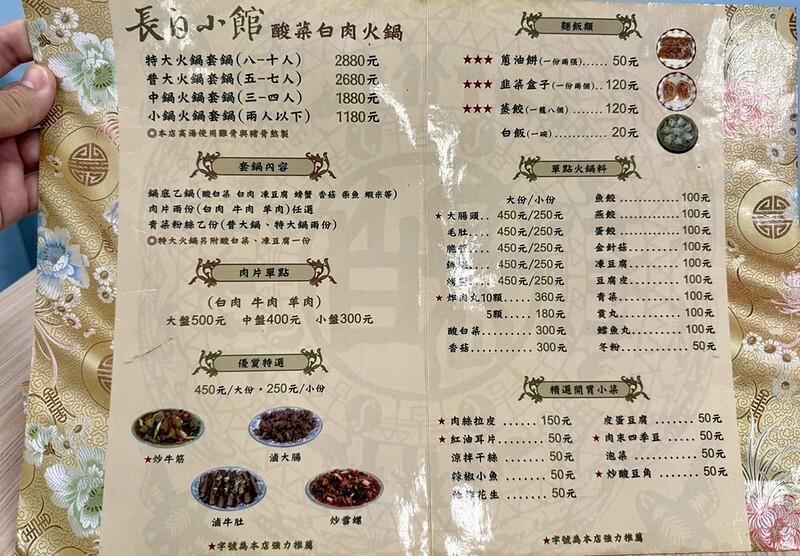 長白小館 酸菜白肉火鍋
特大火鍋套鍋(八-十人) 2880元
普大火鍋套鍋(五-七人) 2680元
中鍋火鍋套鍋(三-四人) 1880元
小鍋火鍋套鍋(兩人以下) 1180元
◎本店高湯使用雞骨與豬骨熬製
套鍋內容
鍋底乙鍋(酸白菜 白肉 凍豆腐 螃蟹 香菇 柴魚 蝦米等)
肉片兩份(白肉 牛肉 羊肉)任選
青菜粉絲乙份(普大鍋、特大鍋兩份)
◎特大火鍋另附酸白菜、凍豆腐一份
肉片單點
(白肉 牛肉 羊肉)
大盤500元 中盤400元 小盤300元
優質特選
450元/大份·250元/小份
★炒牛筋
滷大腸
滷牛肚
炒雪螺
★字號為本店強力推薦
麵飯類
★★★ 蔥油餅(一份兩張)...... 50元
★★★ 韭菜盒子(一份兩個)..120元
★★★ 蒸餃(一籠八個)........ 120元
白飯(一碗)............ 20元
單點火鍋料
大份/小份
★大腸頭.. 450元/250元
毛肚...... 450元/250元
脆管...... 450元/250元
450元/250元
450元/250元
★炸肉丸10顆...... 360元
5顆...... 180元
酸白菜.......... 300元
香菇.............. 300元
魚餃.............. 100元
燕餃.............. 100元
蛋餃.............. 100元
金針菇.......... 100元
凍豆腐.......... 100元
豆腐皮.......... 100元
青菜.............. 100元
貢丸.............. 100元
鱈魚丸.......... 100元
冬粉.............. 50元
精選開胃小菜
★肉絲拉皮....... 150元
★紅油耳片......... 50元
涼拌干絲......... 50元
辣椒小魚......... 50元
花生......... 50元
皮蛋豆腐........ 50元
★肉末四季豆..... 50元
泡菜............. 50元
★炒酸豆角........ 50元
★字號為本店強力推薦